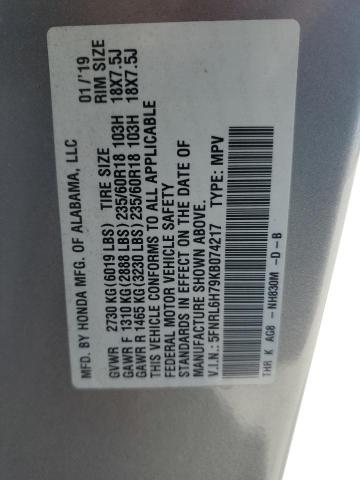 MFD. BY HONDA MFG. OF ALABAMA, LLC 01/'19
GVWR 2730 KG (6019 LBS) TIRE SIZE RIM SIZE
GAWR F 1310 KG (2888 LBS) 235/60R18 103H 18X7.5J
GAWR R 1465 KG (3230 LBS) 235/60R18 103H 18X7.5J
THIS VEHICLE CONFORMS TO ALL APPLICABLE
FEDERAL MOTOR VEHICLE SAFETY
STANDARDS IN EFFECT ON THE DATE OF
MANUFACTURE SHOWN ABOVE.
V.I.N.: 5FNRL6H79KB074217 TYPE: MPV
THR K AG8 - NH830M -D-B